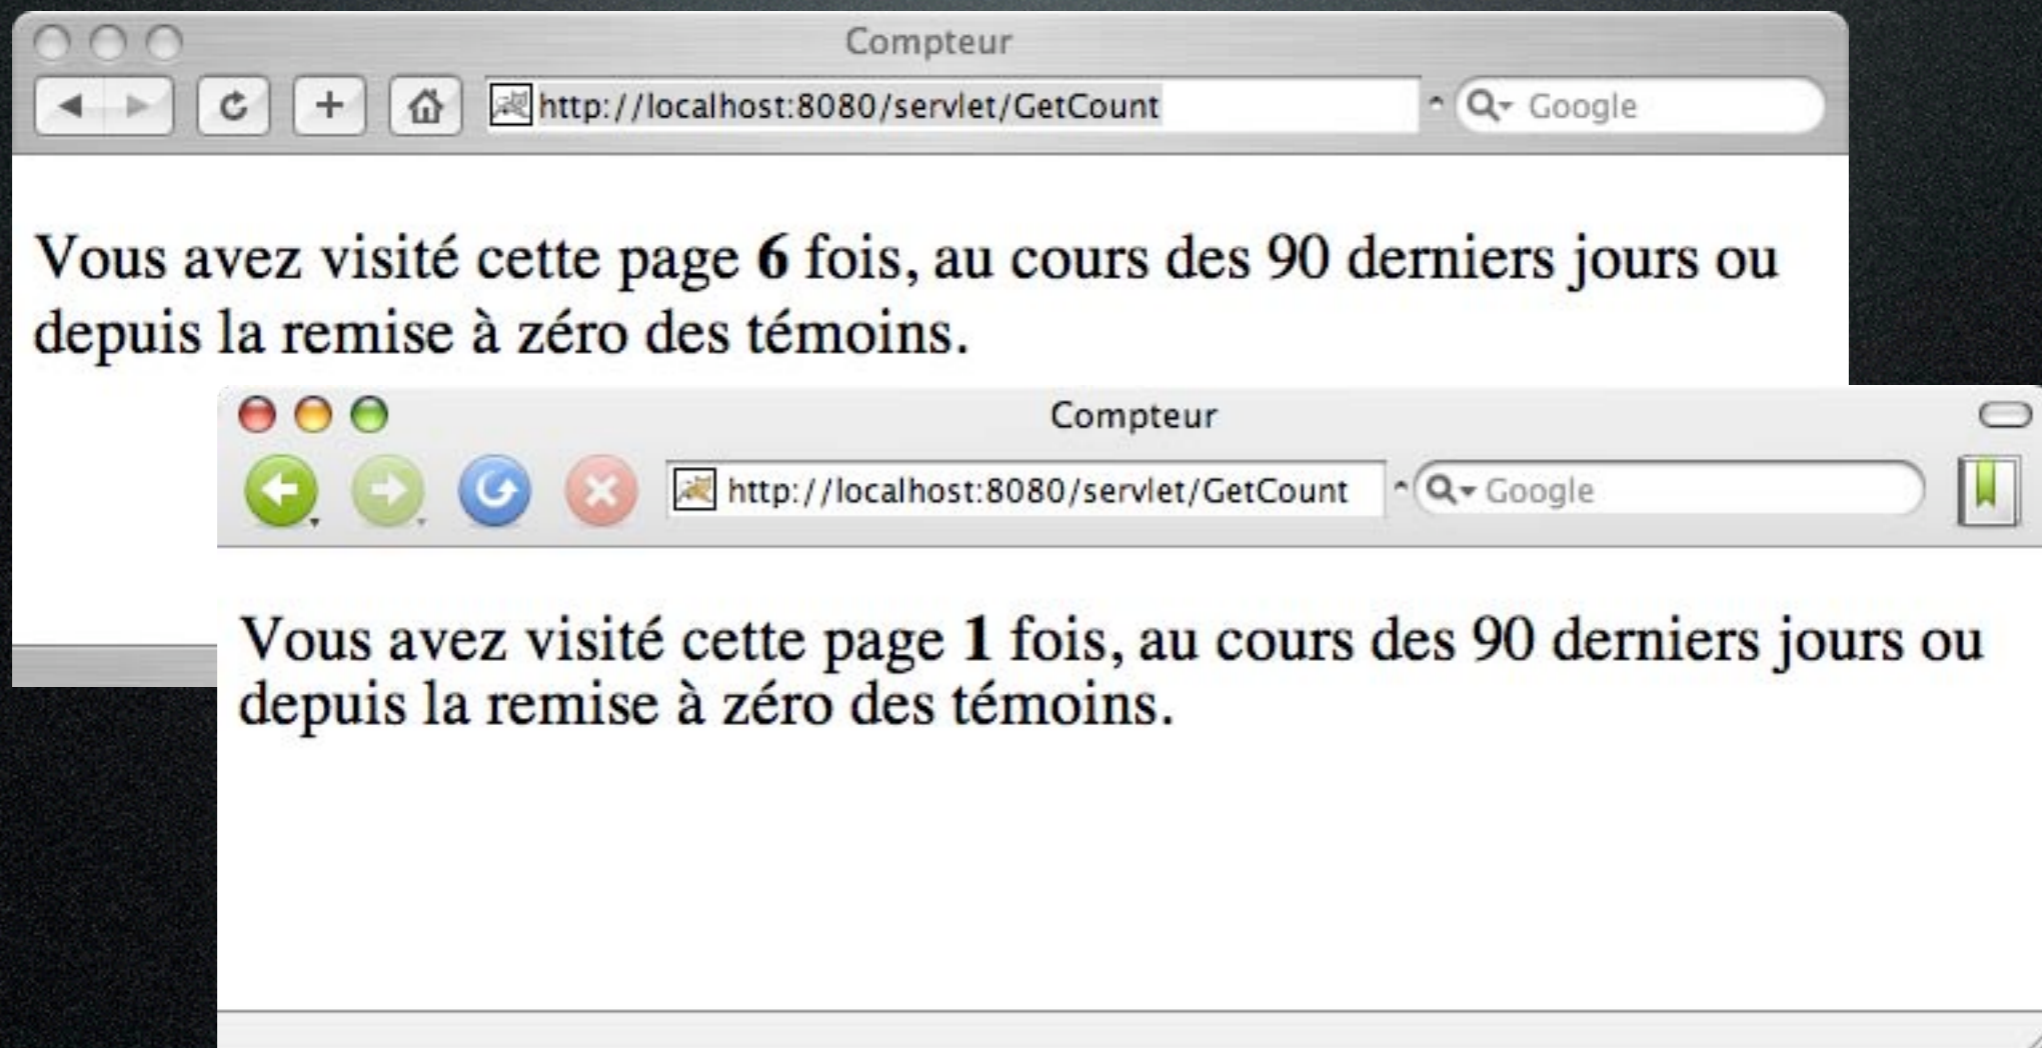 Compteur
http://localhost:8080/servlet/GetCount
Google
Vous avez visité cette page 6 fois, au cours des 90 derniers jours ou
depuis la remise à zéro des témoins.
Compteur
http://localhost:8080/servlet/GetCount
Google
Vous avez visité cette page 1 fois, au cours des 90 derniers jours ou
depuis la remise à zéro des témoins.